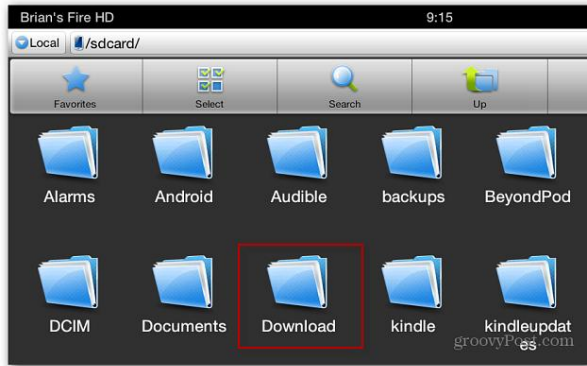 Brian's Fire HD 9:15
Local /sdcard/
Favorites Select Search Up
Alarms Android Audible backups BeyondPod
DCIM Documents Download kindle kindleupdat
es
groovyPost.com